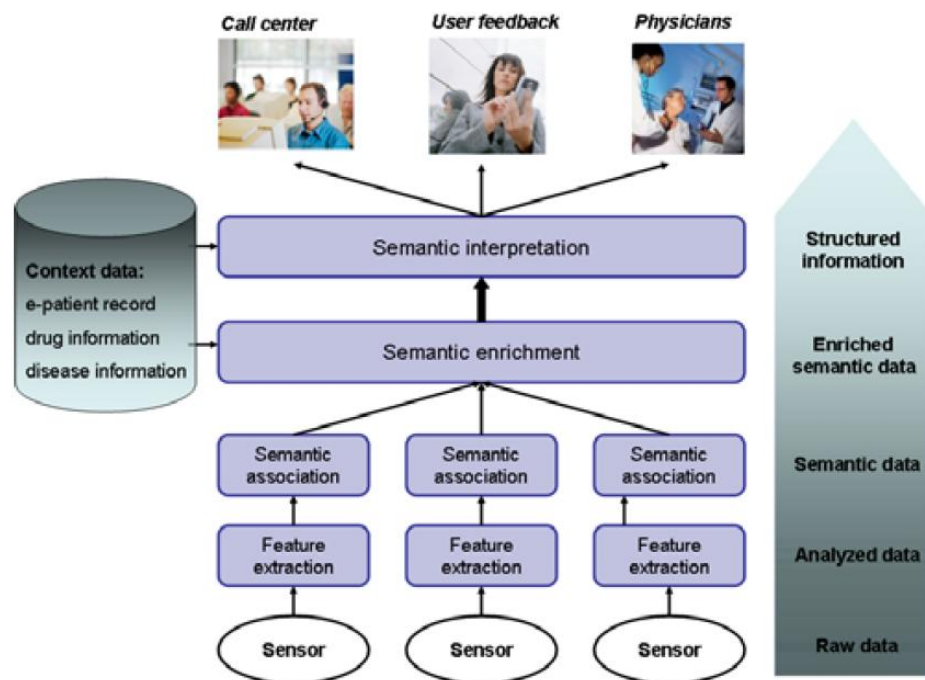 Call center
User feedback
Physicians
Semantic interpretation
Structured
information
Context data:
e-patient record
drug information
disease information
Semantic enrichment
Enriched
semantic data
Semantic
association
Semantic
association
Semantic
association
Semantic data
Feature
extraction
Feature
extraction
Feature
extraction
Analyzed data
Sensor
Sensor
Sensor
Raw data